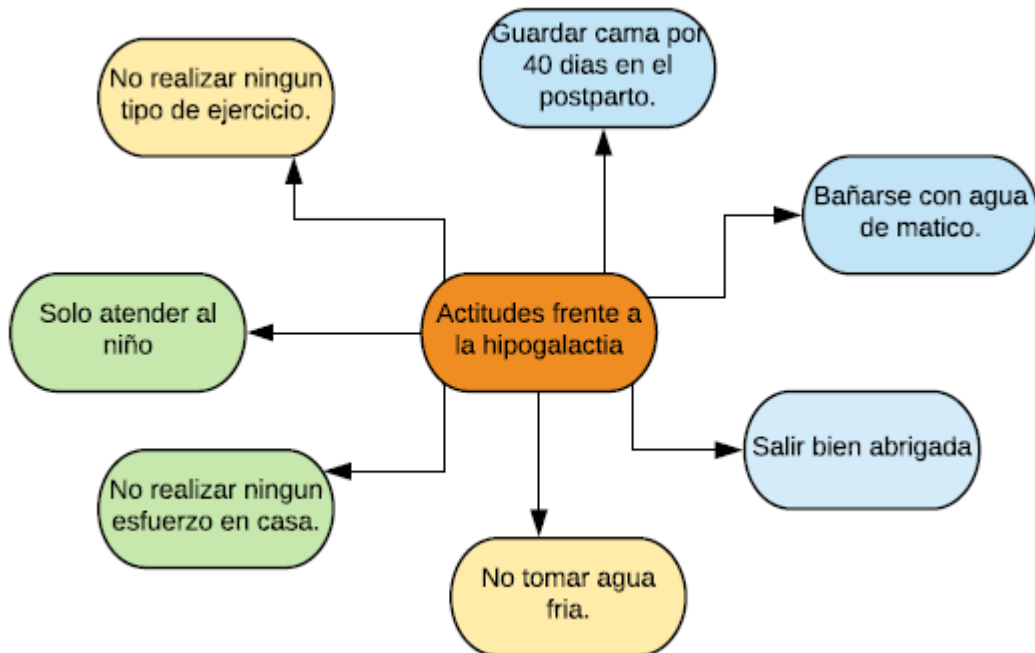 Guardar cama por
40 dias en el
postparto.
No realizar ningun
tipo de ejercicio.
Bañarse con agua
de matico.
Solo atender al
niño
Actitudes frente a
la hipogalactia
Salir bien abrigada
No realizar ningun
esfuerzo en casa.
No tomar agua
fria.